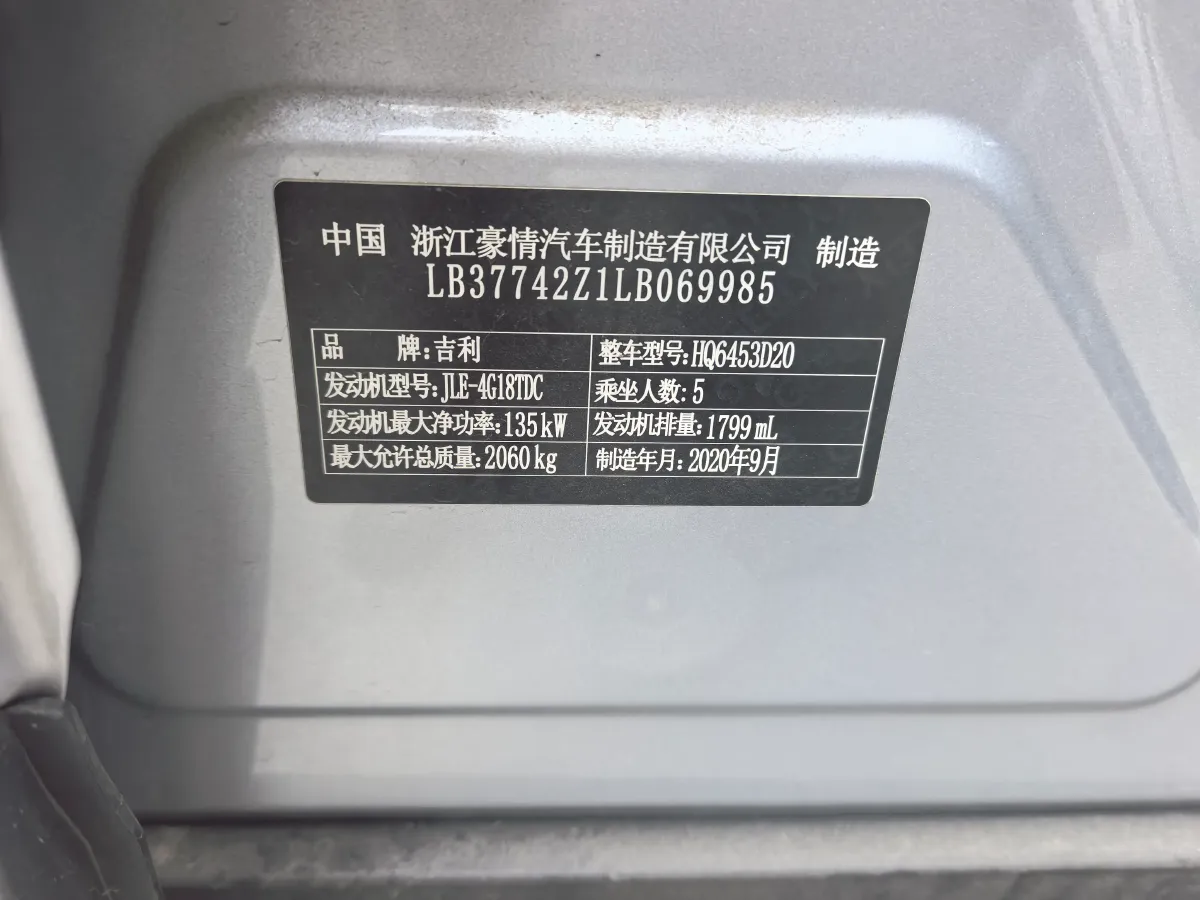 中国 浙江豪情汽车制造有限公司 制造
LB37742Z1LB069985
品 牌:吉利 整车型号:HQ6453D20
发动机型号:JLE-4G18TDC 乘坐人数:5
发动机最大净功率:135kW 发动机排量:1799mL
最大允许总质量:2060kg 制造年月:2020年9月